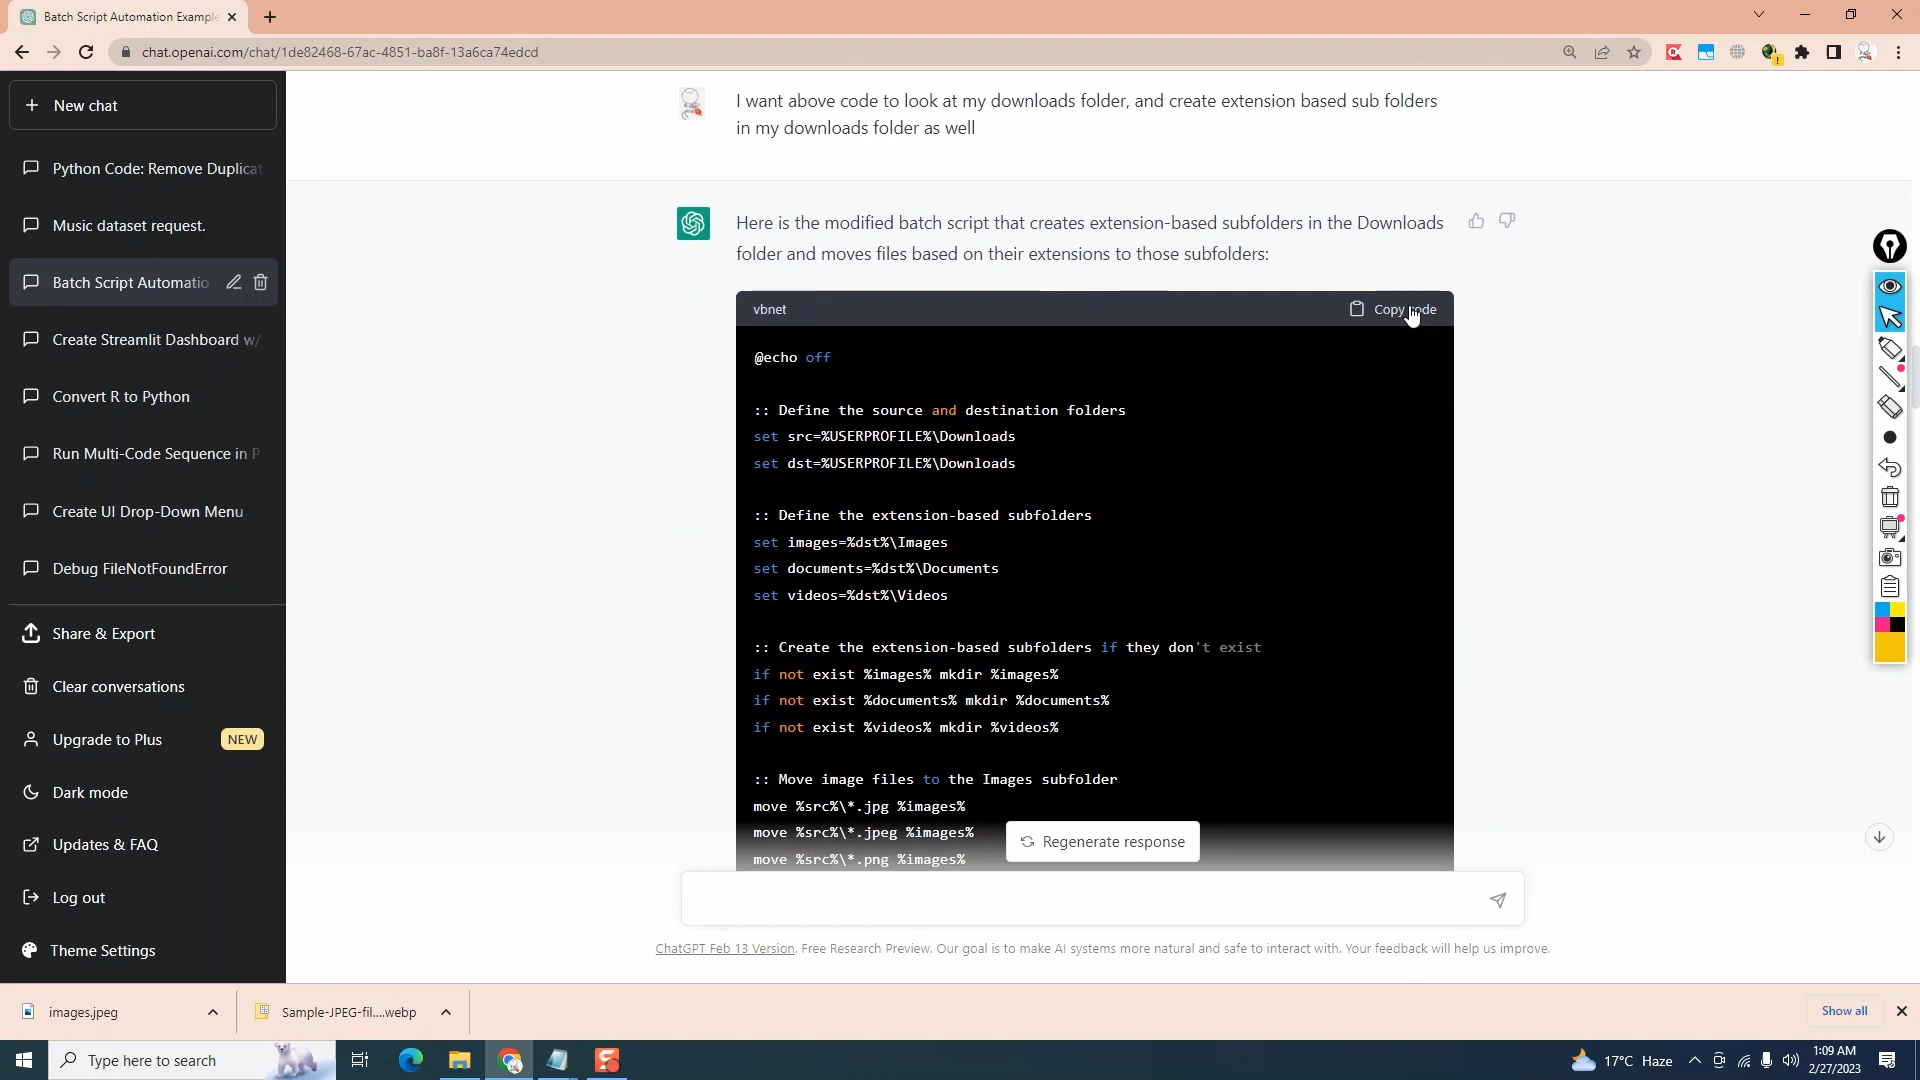 Batch Script Automation Example
chat.openai.com/chat/1de82468-67ac-4851-ba8f-13a6ca74edcd
New chat
Python Code: Remove Duplicat
Music dataset request.
Batch Script Automatio
Create Streamlit Dashboard w/
Convert R to Python
Run Multi-Code Sequence in P
Create UI Drop-Down Menu
Debug FileNotFoundError
Share & Export
Clear conversations
Upgrade to Plus NEW
Dark mode
Updates & FAQ
Log out
Theme Settings
I want above code to look at my downloads folder, and create extension based sub folders
in my downloads folder as well
Here is the modified batch script that creates extension-based subfolders in the Downloads
folder and moves files based on their extensions to those subfolders:
vbnet Copy code
@echo off
:: Define the source and destination folders
set src=%USERPROFILE%\Downloads
set dst=%USERPROFILE%\Downloads
:: Define the extension-based subfolders
set images=%dst%\Images
set documents=%dst%\Documents
set videos=%dst%\Videos
:: Create the extension-based subfolders if they don't exist
if not exist %images% mkdir %images%
if not exist %documents% mkdir %documents%
if not exist %videos% mkdir %videos%
:: Move image files to the Images subfolder
move %src%\*.jpg %images%
move %src%\*.jpeg %images%
move %src%\*.png %images%
Regenerate response
ChatGPT Feb 13 Version. Free Research Preview. Our goal is to make AI systems more natural and safe to interact with. Your feedback will help us improve.
images.jpeg
Sample-JPEG-fil....webp
Show all
Type here to search
17°C Haze
1:09 AM
2/27/2023